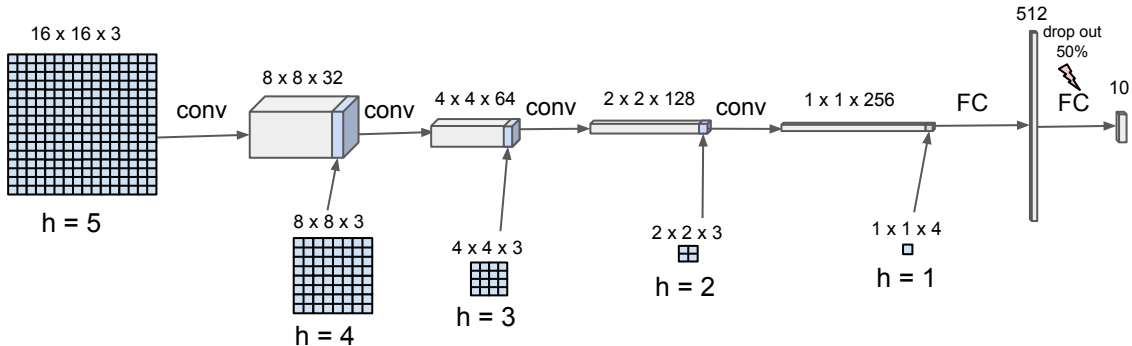 16 x 16 x 3
h = 5
conv
8 x 8 x 32
8 x 8 x 3
h = 4
conv
4 x 4 x 64
4 x 4 x 3
h = 3
conv
2 x 2 x 128
2 x 2 x 3
h = 2
conv
1 x 1 x 256
1 x 1 x 4
h = 1
FC
512
drop out
50%
FC
10